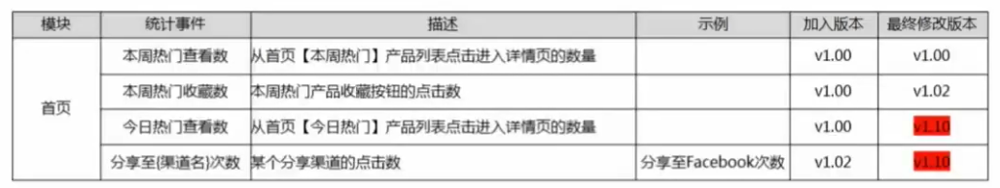 模块 统计事件 描述 示例 加入版本 最终修改版本
首页
本周热门查看数 从首页【本周热门】产品列表点击进入详情页的数量 v1.00 v1.00
本周热门收藏数 本周热门产品收藏按钮的点击数 v1.00 v1.02
今日热门查看数 从首页【今日热门】产品列表点击进入详情页的数量 v1.00 v1.10
分享至{渠道名}次数 某个分享渠道的点击数 分享至Facebook次数 v1.02 v1.10